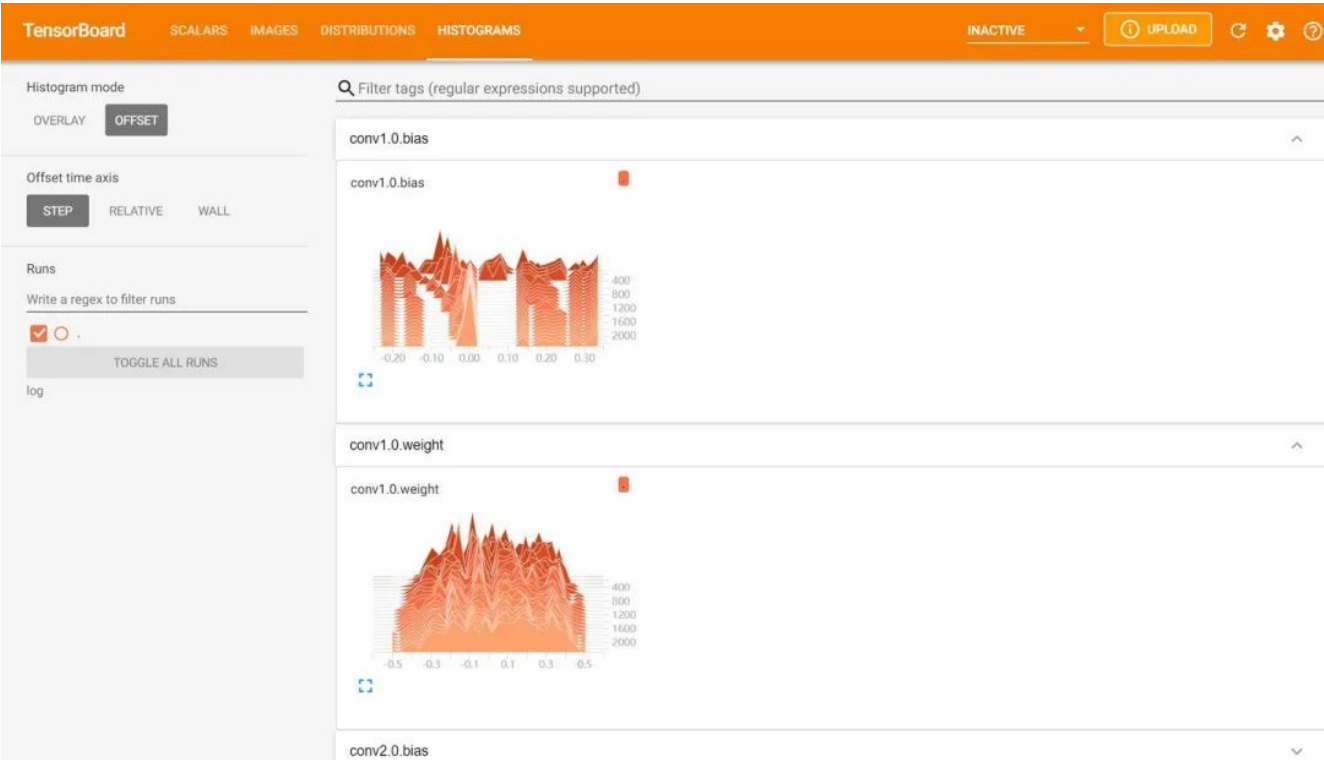 TensorBoard SCALARS IMAGES DISTRIBUTIONS HISTOGRAMS INACTIVE UPLOAD
Histogram mode
OVERLAY OFFSET
Offset time axis
STEP RELATIVE WALL
Runs
Write a regex to filter runs
.
TOGGLE ALL RUNS
log
Filter tags (regular expressions supported)
conv1.0.bias
conv1.0.bias
400
800
1200
1600
2000
-0.20 -0.10 0.00 0.10 0.20 0.30
conv1.0.weight
conv1.0.weight
400
800
1200
1600
2000
-0.5 -0.3 -0.1 0.1 0.3 0.5
conv2.0.bias